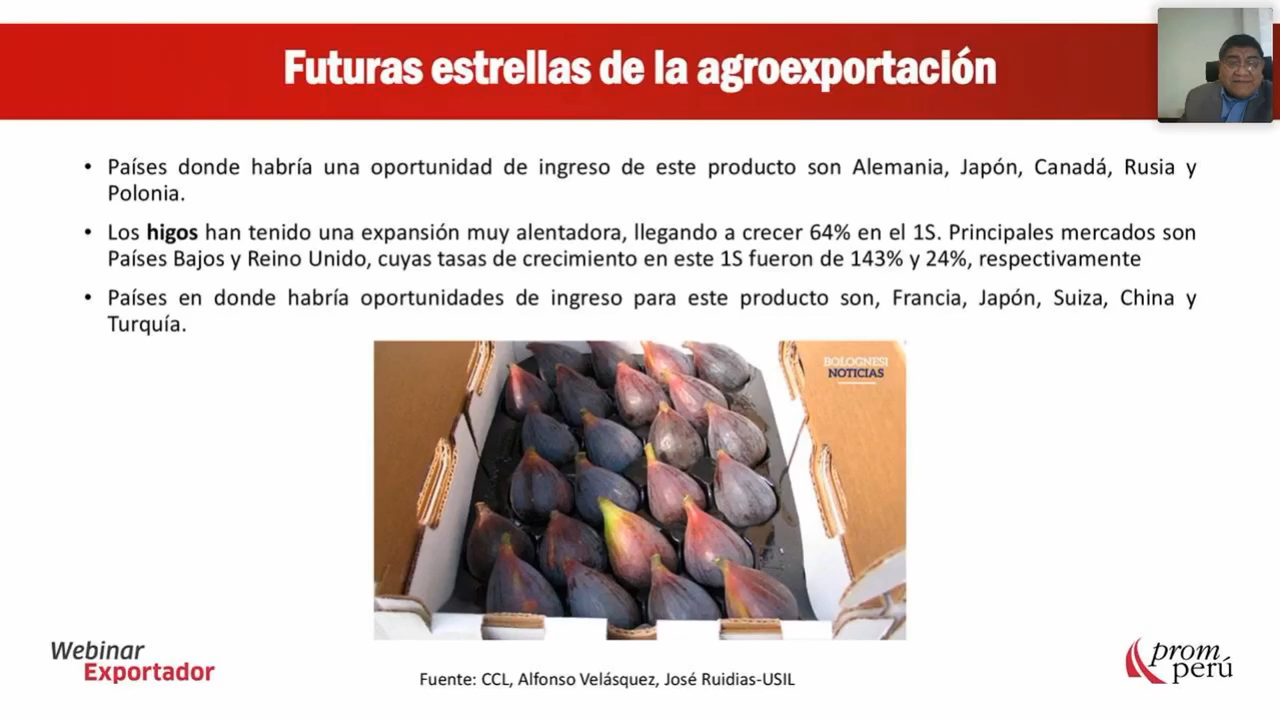 Futuras estrellas de la agroexportación
• Países donde habría una oportunidad de ingreso de este producto son Alemania, Japón, Canadá, Rusia y
Polonia.
• Los higos han tenido una expansión muy alentadora, llegando a crecer 64% en el 1S. Principales mercados son
Países Bajos y Reino Unido, cuyas tasas de crecimiento en este 1S fueron de 143% y 24%, respectivamente
• Países en donde habría oportunidades de ingreso para este producto son, Francia, Japón, Suiza, China y
Turquía.
BOLOGNESI
NOTICIAS
Webinar
Exportador
Fuente: CCL, Alfonso Velásquez, José Ruidias-USIL
prom
perú